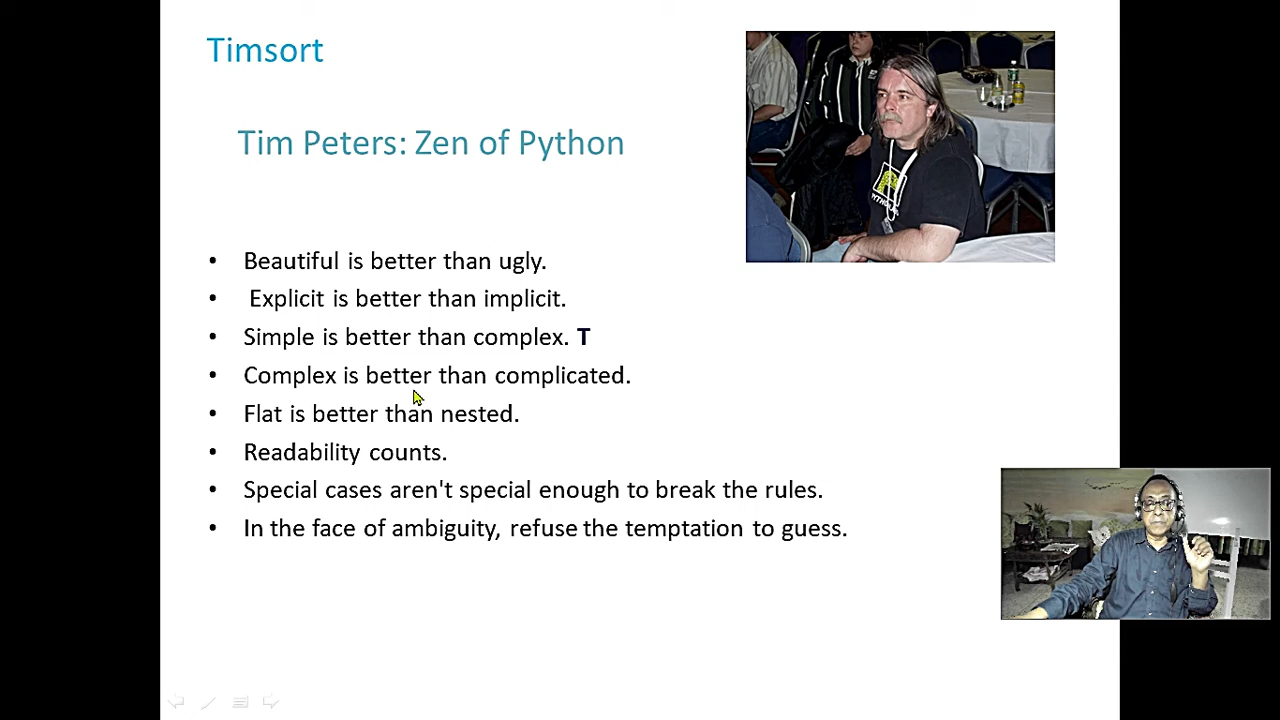 Timsort
Tim Peters: Zen of Python
• Beautiful is better than ugly.
• Explicit is better than implicit.
• Simple is better than complex. T
• Complex is better than complicated.
• Flat is better than nested.
• Readability counts.
• Special cases aren't special enough to break the rules.
• In the face of ambiguity, refuse the temptation to guess.